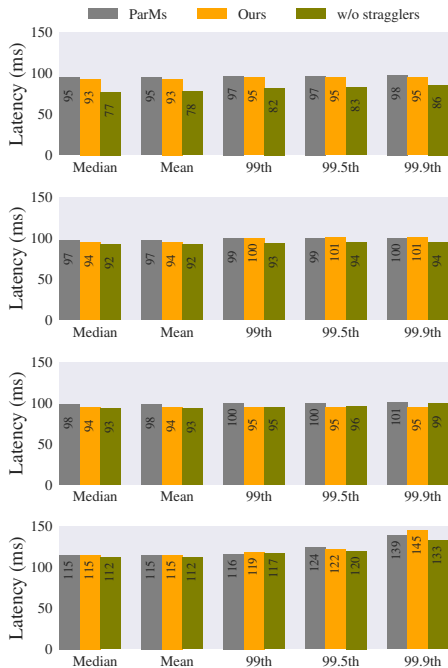 ParMs Ours w/o stragglers
Latency (ms)
150
100
50
0
95 93 77 95 93 78 97 95 82 97 95 83 98 95 86
Median Mean 99th 99.5th 99.9th
Latency (ms)
150
100
50
0
97 94 92 97 94 92 99 100 93 99 101 94 100 101 94
Median Mean 99th 99.5th 99.9th
Latency (ms)
150
100
50
0
98 94 93 98 94 93 100 95 95 100 95 96 101 95 99
Median Mean 99th 99.5th 99.9th
Latency (ms)
150
100
50
0
115 115 112 115 115 112 116 119 117 124 122 120 139 145 133
Median Mean 99th 99.5th 99.9th